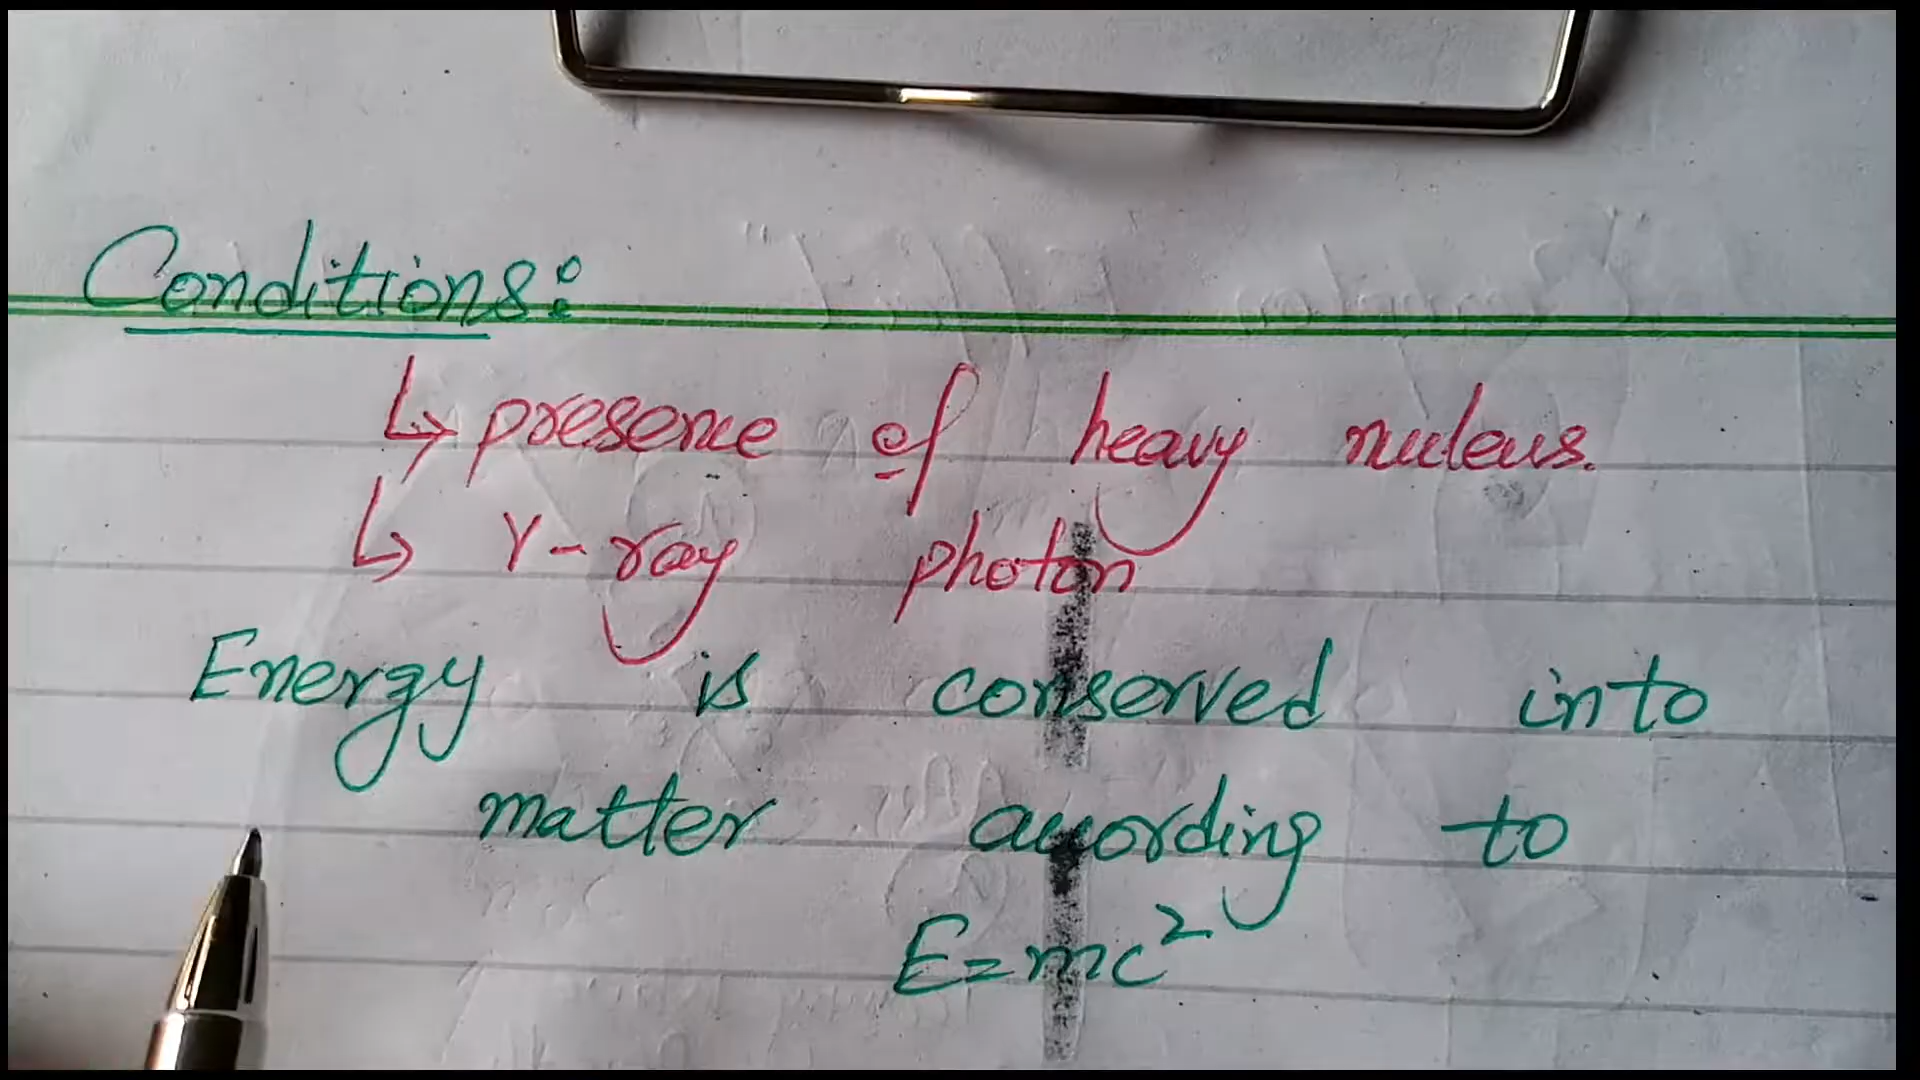 Conditions:
↳ presence of heavy nucleus.
↳ γ-ray photon
Energy is conserved into
matter according to
E=mc²